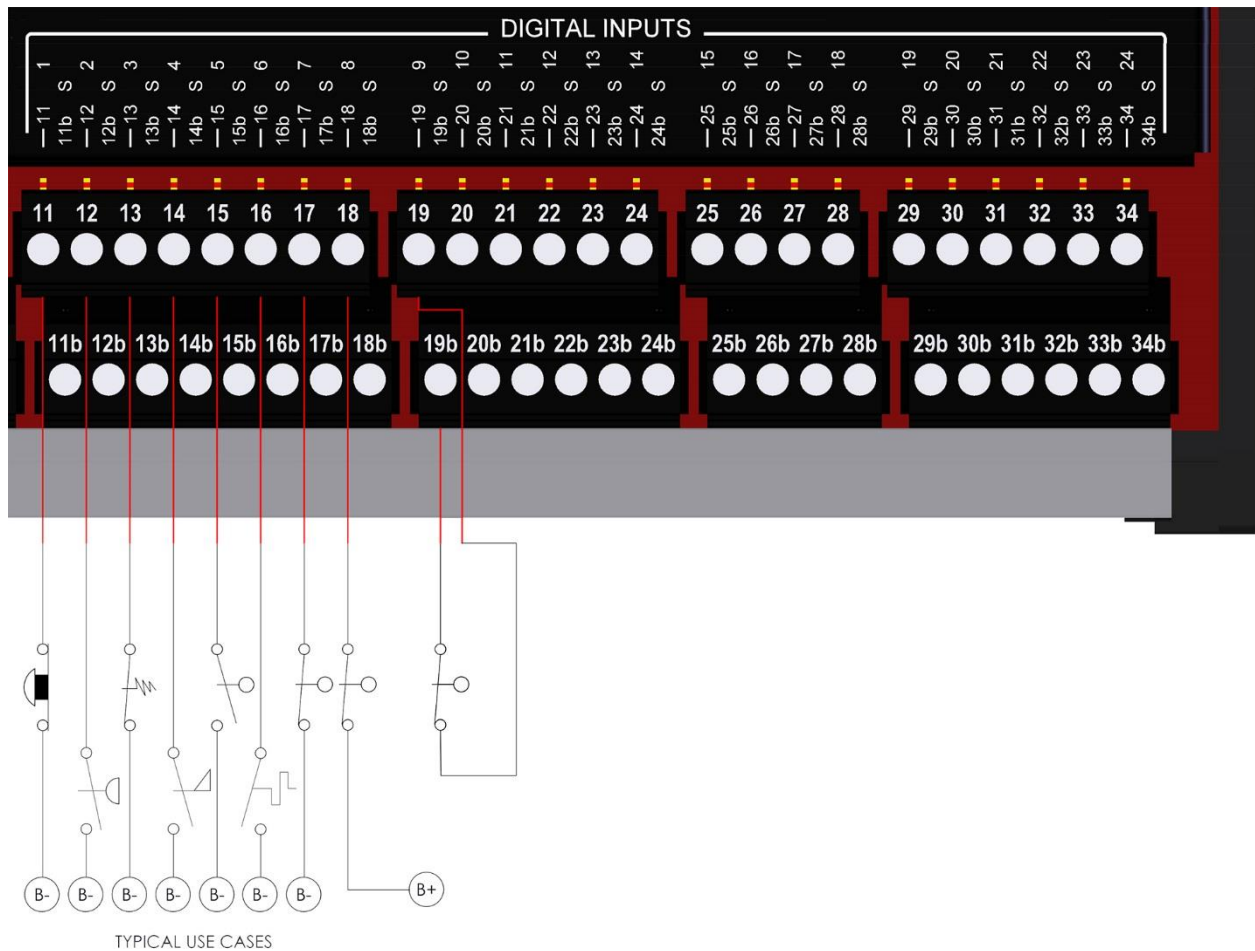 DIGITAL INPUTS
1 2 3 4 5 6 7 8 9 10 11 12 13 14 15 16 17 18 19 20 21 22 23 24
S S S S S S S S S S S S S S S S S S S S S S S S
11 12 13 14 15 16 17 18 19 20 21 22 23 24 25 26 27 28 29 30 31 32 33 34
11b 12b 13b 14b 15b 16b 17b 18b 19b 20b 21b 22b 23b 24b 25b 26b 27b 28b 29b 30b 31b 32b 33b 34b
11 12 13 14 15 16 17 18 19 20 21 22 23 24 25 26 27 28 29 30 31 32 33 34
11b 12b 13b 14b 15b 16b 17b 18b 19b 20b 21b 22b 23b 24b 25b 26b 27b 28b 29b 30b 31b 32b 33b 34b
B- B- B- B- B- B- B- B+
TYPICAL USE CASES